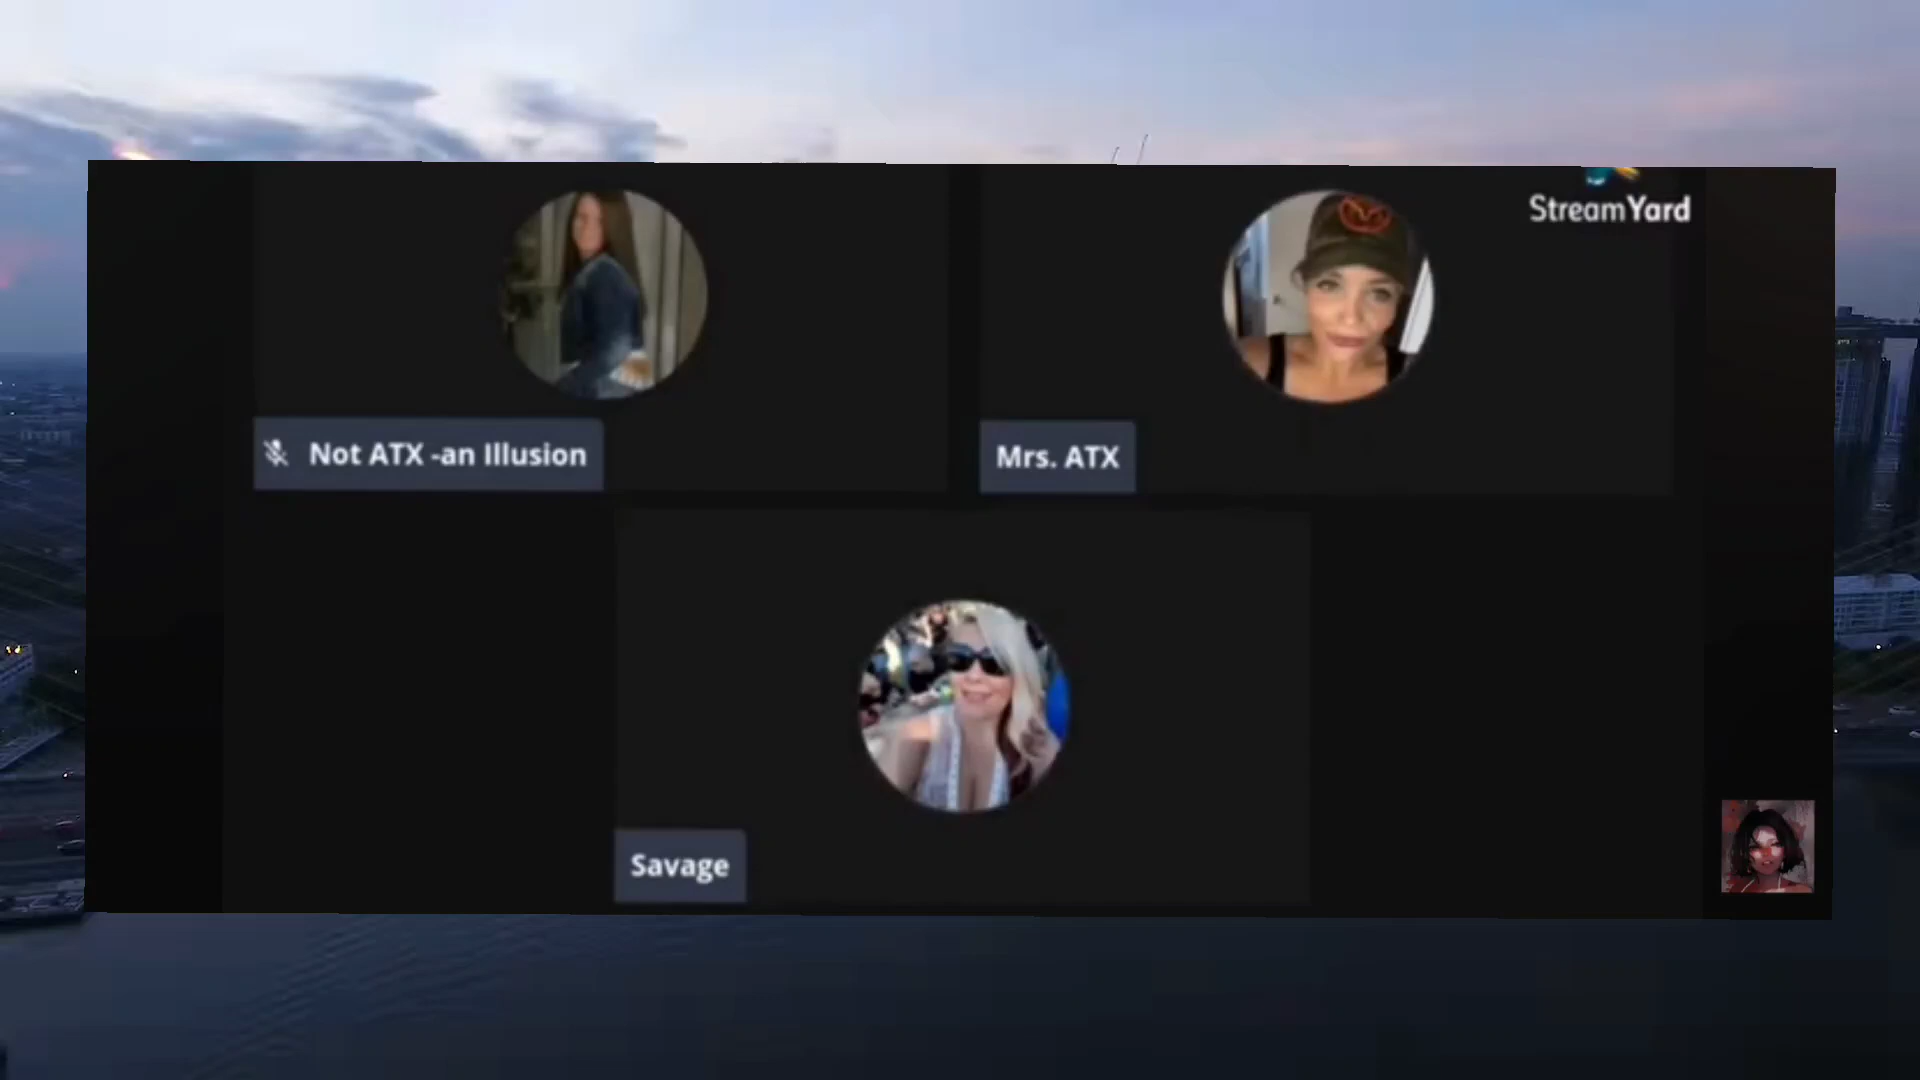 StreamYard
Not ATX -an Illusion
Mrs. ATX
Savage